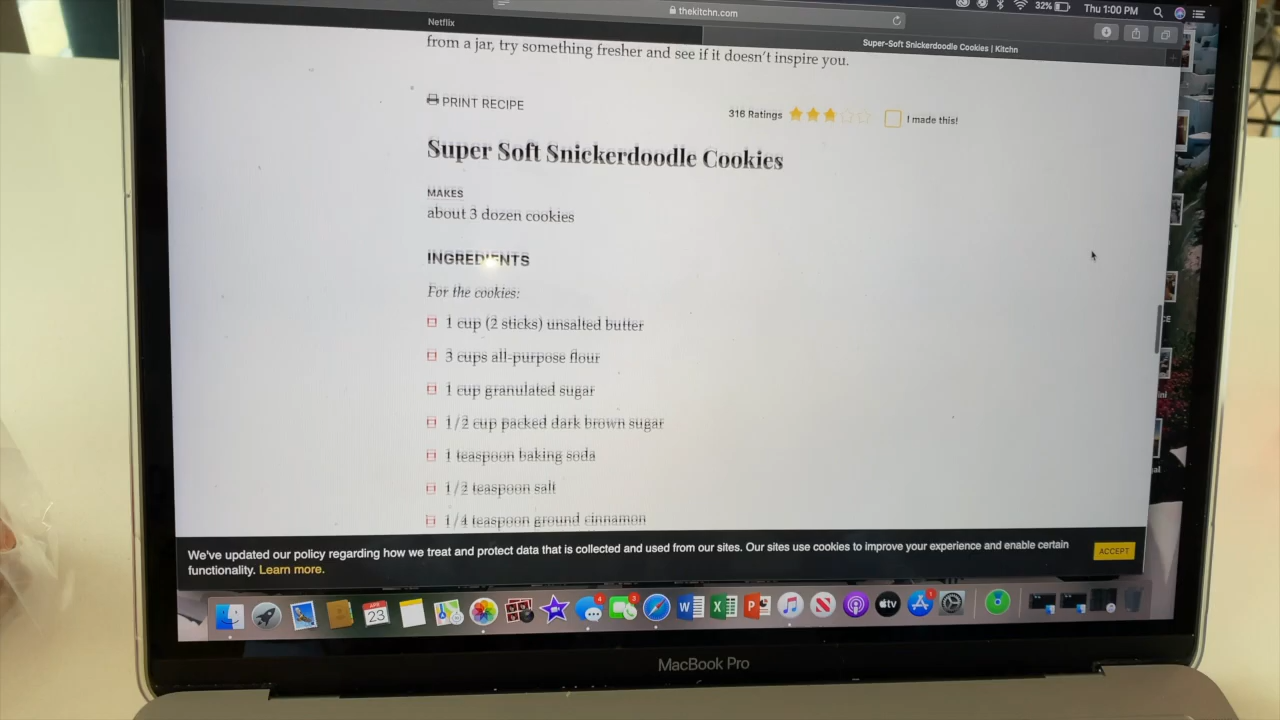 thekitchn.com
32%
Thu 1:00 PM
Netflix
Super-Soft Snickerdoodle Cookies | Kitchn
from a jar, try something fresher and see if it doesn't inspire you.
PRINT RECIPE
316 Ratings
I made this!
Super Soft Snickerdoodle Cookies
MAKES
about 3 dozen cookies
INGREDIENTS
For the cookies:
1 cup (2 sticks) unsalted butter
3 cups all-purpose flour
1 cup granulated sugar
1/2 cup packed dark brown sugar
1 teaspoon baking soda
1/2 teaspoon salt
1/4 teaspoon ground cinnamon
We've updated our policy regarding how we treat and protect data that is collected and used from our sites. Our sites use cookies to improve your experience and enable certain
functionality. Learn more.
ACCEPT
APR
23
4
3
W
X
P
N
tv
1
MacBook Pro